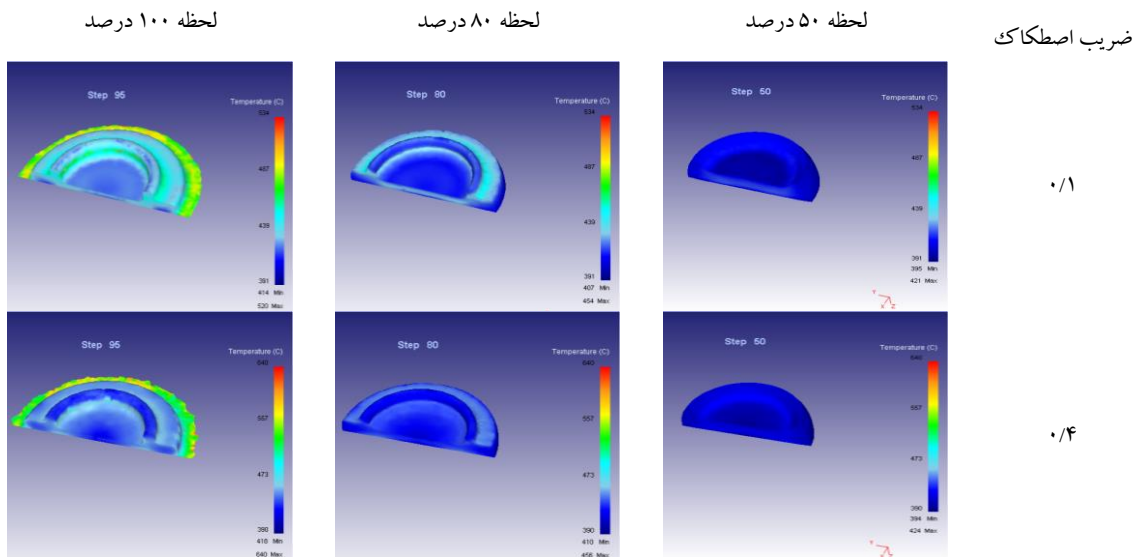 ضریب اصطکاک
لحظه ۵۰ درصد
لحظه ۸۰ درصد
لحظه ۱۰۰ درصد
۰/۱
Step 50
Temperature (C)
534
487
439
391
395 Min
421 Max
Step 80
Temperature (C)
534
487
439
391
407 Min
454 Max
Step 95
Temperature (C)
534
487
439
391
414 Min
520 Max
۰/۴
Step 50
Temperature (C)
640
557
473
390
394 Min
424 Max
Step 80
Temperature (C)
640
557
473
390
410 Min
456 Max
Step 95
Temperature (C)
640
557
473
390
416 Min
640 Max